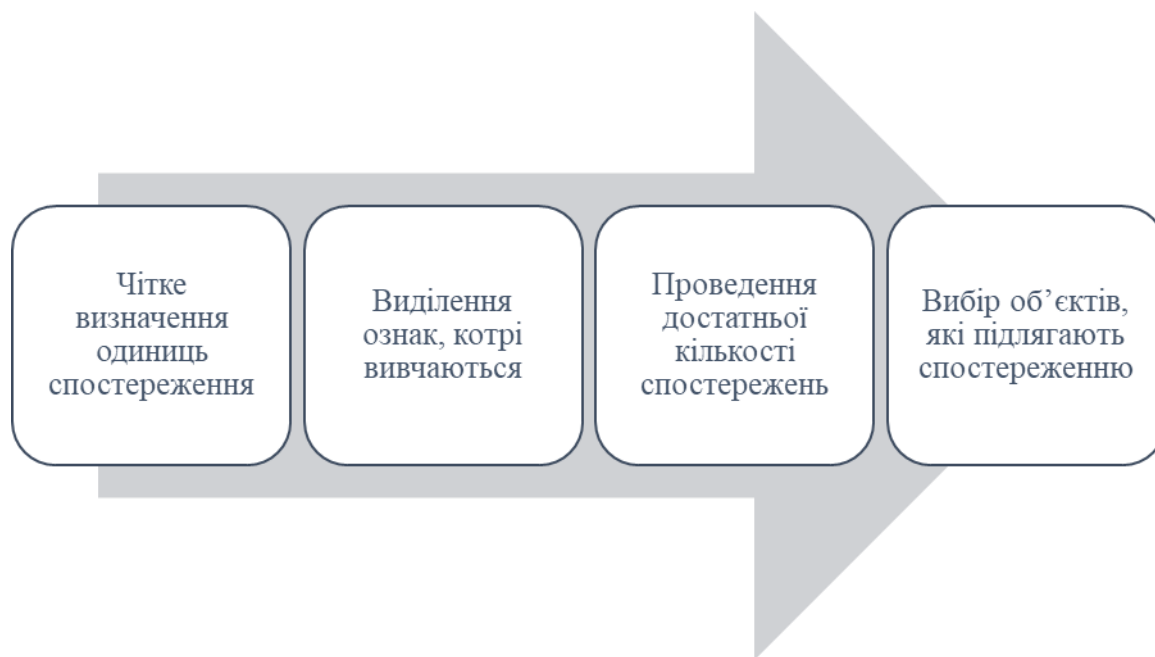 Чітке
визначення
одиниць
спостереження
Виділення
ознак, котрі
вивчаються
Проведення
достатньої
кількості
спостережень
Вибір об’єктів,
які підлягають
спостереженню